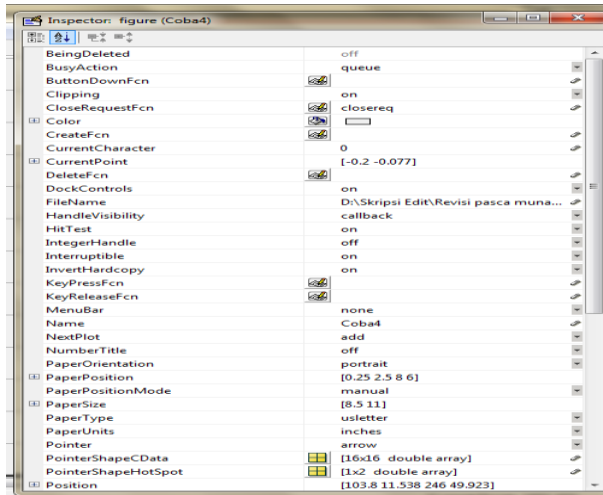 Inspector: figure (Coba4)
BeingDeleted off
BusyAction queue
ButtonDownFcn
Clipping on
CloseRequestFcn closereq
Color
CreateFcn
CurrentCharacter 0
CurrentPoint [-0.2 -0.077]
DeleteFcn
DockControls on
FileName D:\Skripsi Edit\Revisi pasca muna...
HandleVisibility callback
HitTest on
IntegerHandle off
Interruptible on
InvertHardcopy on
KeyPressFcn
KeyReleaseFcn
MenuBar none
Name Coba4
NextPlot add
NumberTitle off
PaperOrientation portrait
PaperPosition [0.25 2.5 8 6]
PaperPositionMode manual
PaperSize [8.5 11]
PaperType usletter
PaperUnits inches
Pointer arrow
PointerShapeCData [16x16 double array]
PointerShapeHotSpot [1x2 double array]
Position [103.8 11.538 246 49.923]